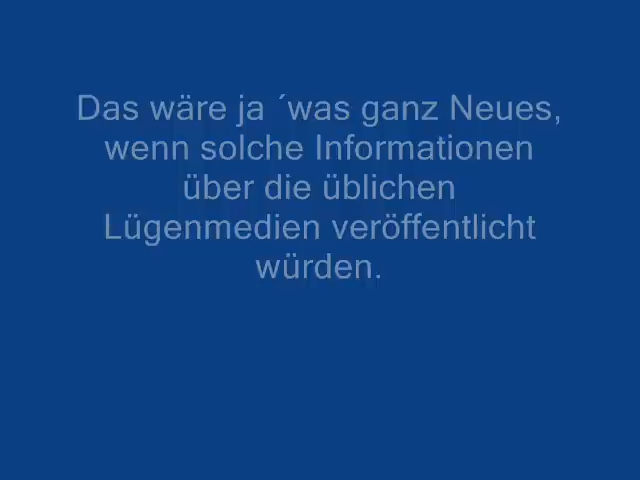 Das wäre ja ´was ganz Neues,
wenn solche Informationen
über die üblichen
Lügenmedien veröffentlicht
würden.